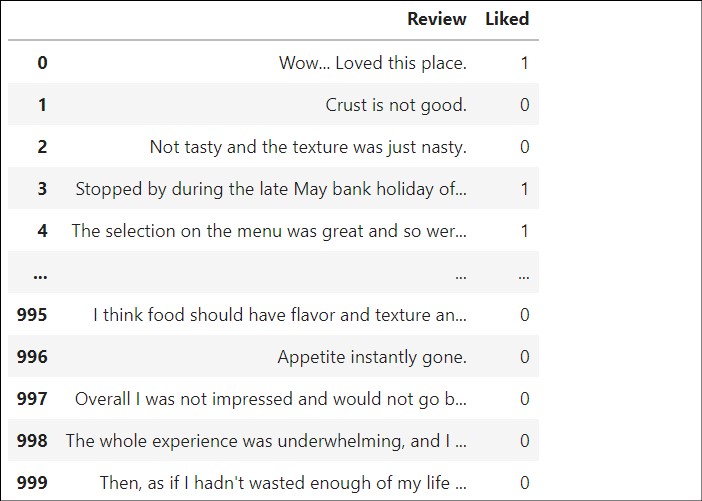 Review Liked
0 Wow... Loved this place. 1
1 Crust is not good. 0
2 Not tasty and the texture was just nasty. 0
3 Stopped by during the late May bank holiday of... 1
4 The selection on the menu was great and so wer... 1
... ... ...
995 I think food should have flavor and texture an... 0
996 Appetite instantly gone. 0
997 Overall I was not impressed and would not go b... 0
998 The whole experience was underwhelming, and I ... 0
999 Then, as if I hadn't wasted enough of my life ... 0